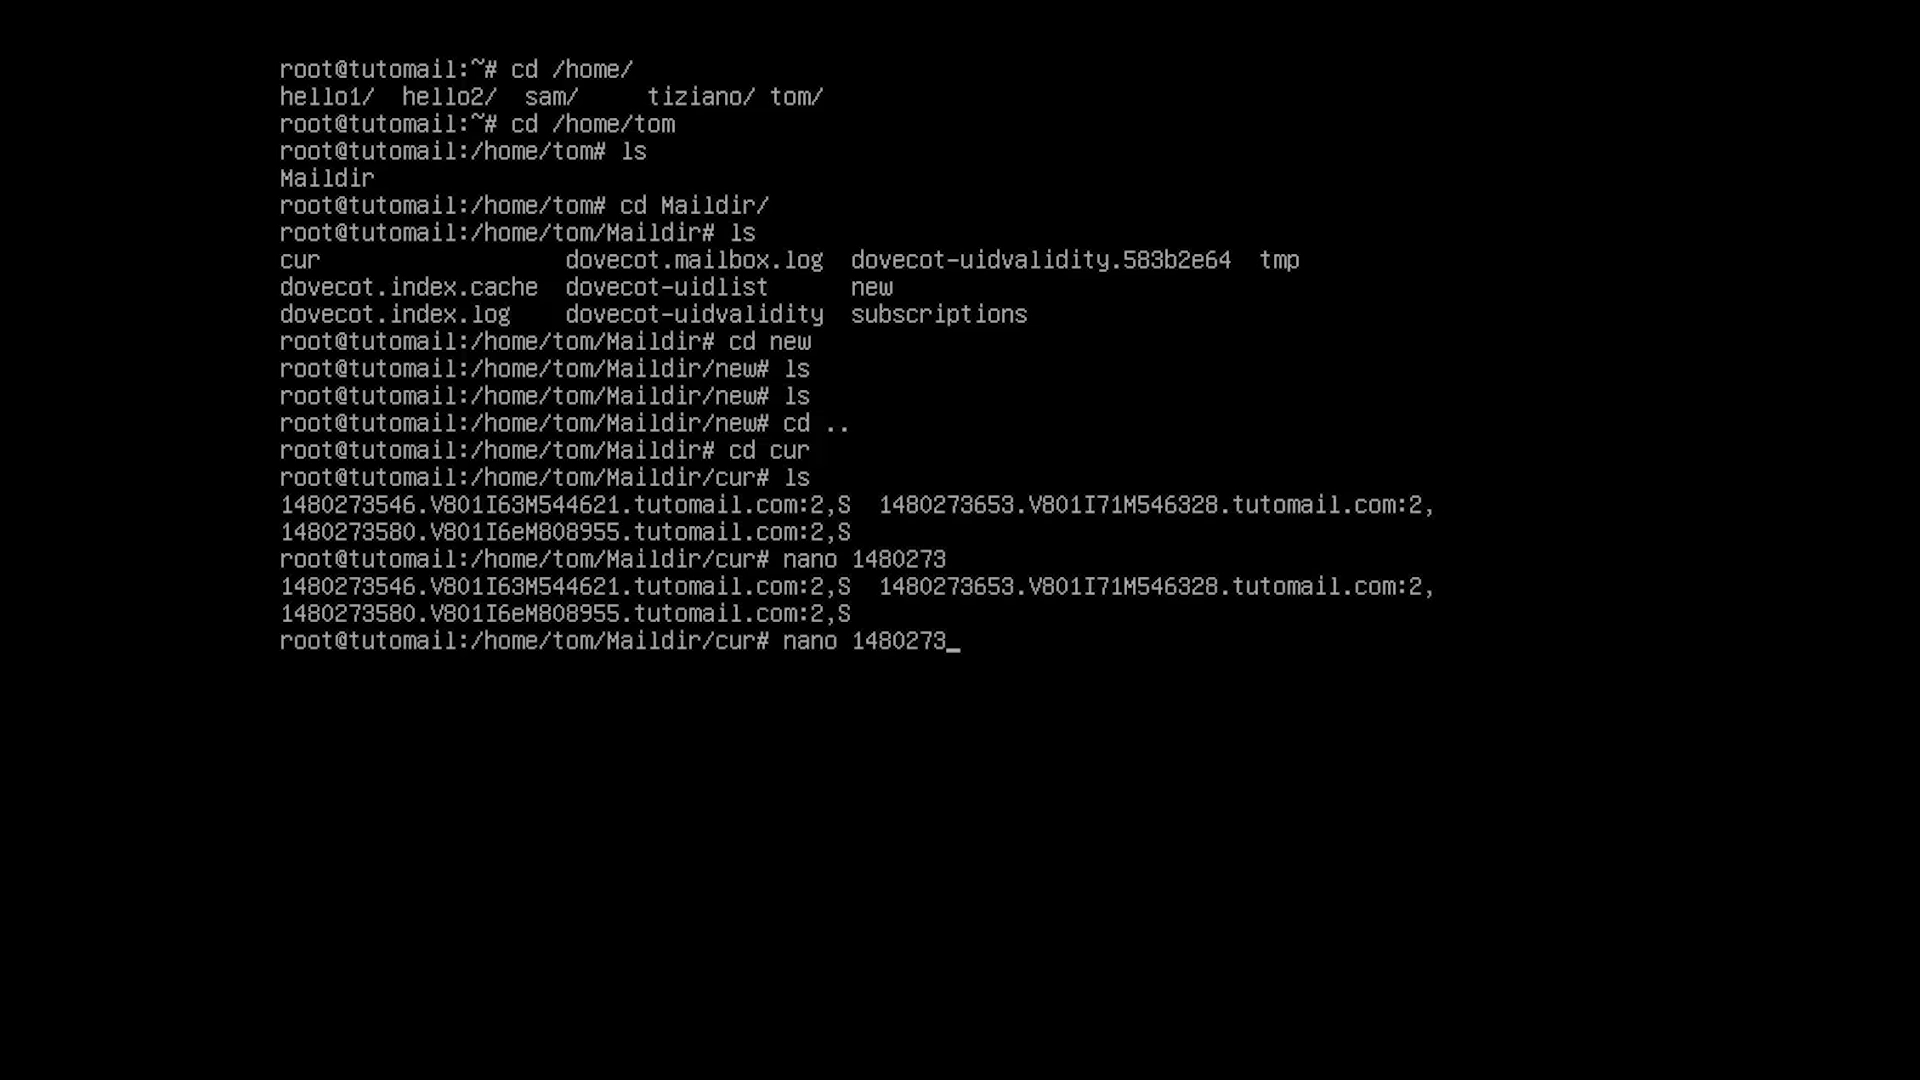 root@tutomail:~# cd /home/
hello1/  hello2/  sam/     tiziano/ tom/
root@tutomail:~# cd /home/tom
root@tutomail:/home/tom# ls
Maildir
root@tutomail:/home/tom# cd Maildir/
root@tutomail:/home/tom/Maildir# ls
cur                  dovecot.mailbox.log  dovecot-uidvalidity.583b2e64  tmp
dovecot.index.cache  dovecot-uidlist      new
dovecot.index.log    dovecot-uidvalidity  subscriptions
root@tutomail:/home/tom/Maildir# cd new
root@tutomail:/home/tom/Maildir/new# ls
root@tutomail:/home/tom/Maildir/new# ls
root@tutomail:/home/tom/Maildir/new# cd ..
root@tutomail:/home/tom/Maildir# cd cur
root@tutomail:/home/tom/Maildir/cur# ls
1480273546.V801I63M544621.tutomail.com:2,S  1480273653.V801I71M546328.tutomail.com:2,
1480273580.V801I6eM808955.tutomail.com:2,S
root@tutomail:/home/tom/Maildir/cur# nano 1480273
1480273546.V801I63M544621.tutomail.com:2,S  1480273653.V801I71M546328.tutomail.com:2,
1480273580.V801I6eM808955.tutomail.com:2,S
root@tutomail:/home/tom/Maildir/cur# nano 1480273_